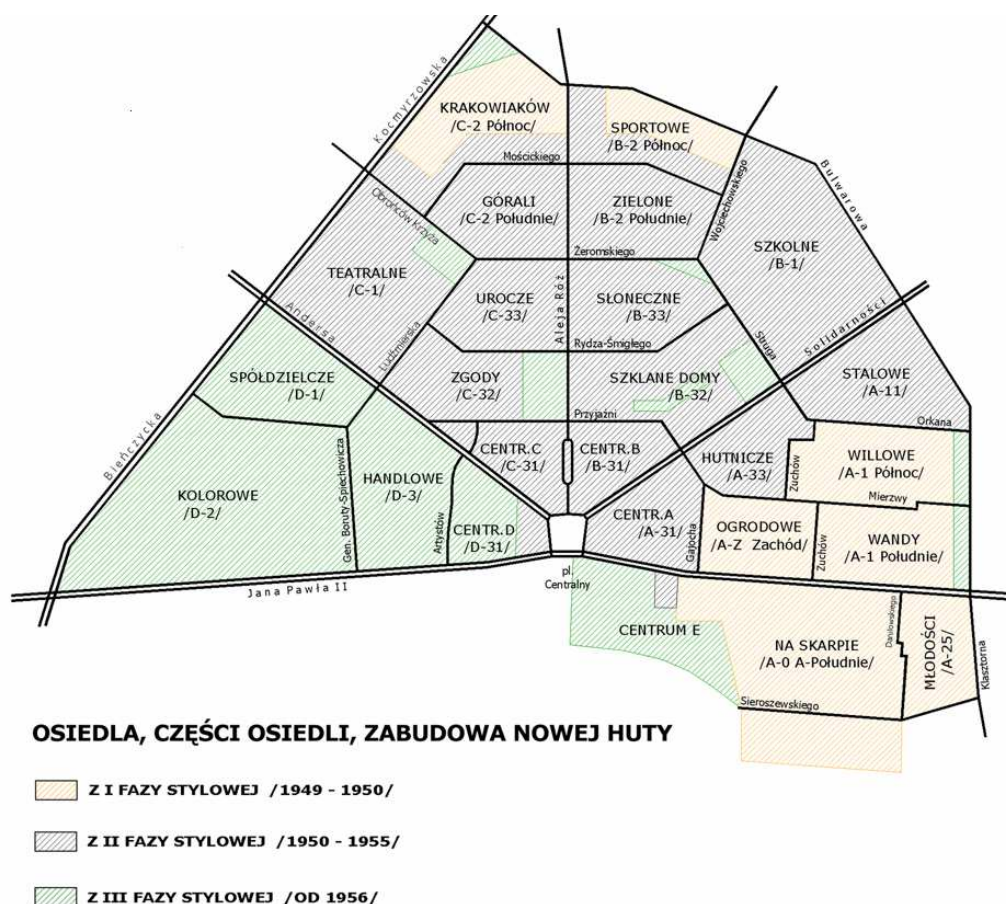 Kocmyrzowska
KRAKOWIAKÓW
/C-2 Północ/
SPORTOWE
/B-2 Północ/
Mościckiego
Wojciechowskiego
Bulwarowa
Obrońców Krzyża
GÓRALI
/C-2 Południe/
ZIELONE
/B-2 Południe/
SZKOLNE
/B-1/
Żeromskiego
TEATRALNE
/C-1/
Andersa
UROCZE
/C-33/
Aleja Róż
SŁONECZNE
/B-33/
Solidarności
Ludźmierska
Rydza-Śmigłego
Struga
SPÓŁDZIELCZE
/D-1/
ZGODY
/C-32/
SZKLANE DOMY
/B-32/
STALOWE
/A-11/
Przyjaźni
Orkana
Bieńczycka
CENTR.C
/C-31/
CENTR.B
/B-31/
HUTNICZE
/A-33/
Żuchów
WILLOWE
/A-1 Północ/
Mierzwy
KOLOROWE
/D-2/
Gen. Boruty-Spiechowicza
HANDLOWE
/D-3/
Artystów
CENTR.D
/D-31/
CENTR.A
/A-31/
Gajocha
OGRODOWE
/A-Z Zachód/
Żuchów
WANDY
/A-1 Południe/
Jana Pawła II
pl.
Centralny
CENTRUM E
NA SKARPIE
/A-0 A-Południe/
Daniłowskiego
MŁODOŚCI
/A-25/
Klasztorna
Sieroszewskiego
OSIEDLA, CZĘŚCI OSIEDLI, ZABUDOWA NOWEJ HUTY
Z I FAZY STYLOWEJ /1949 - 1950/
Z II FAZY STYLOWEJ /1950 - 1955/
Z III FAZY STYLOWEJ /OD 1956/